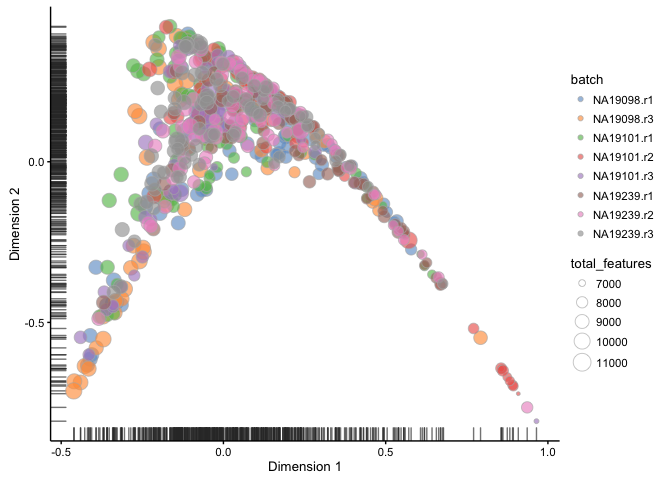 batch
NA19098.r1
NA19098.r3
NA19101.r1
NA19101.r2
NA19101.r3
NA19239.r1
NA19239.r2
NA19239.r3
total_features
7000
8000
9000
10000
11000
Dimension 2
0.0
-0.5
-0.5 0.0 0.5 1.0
Dimension 1